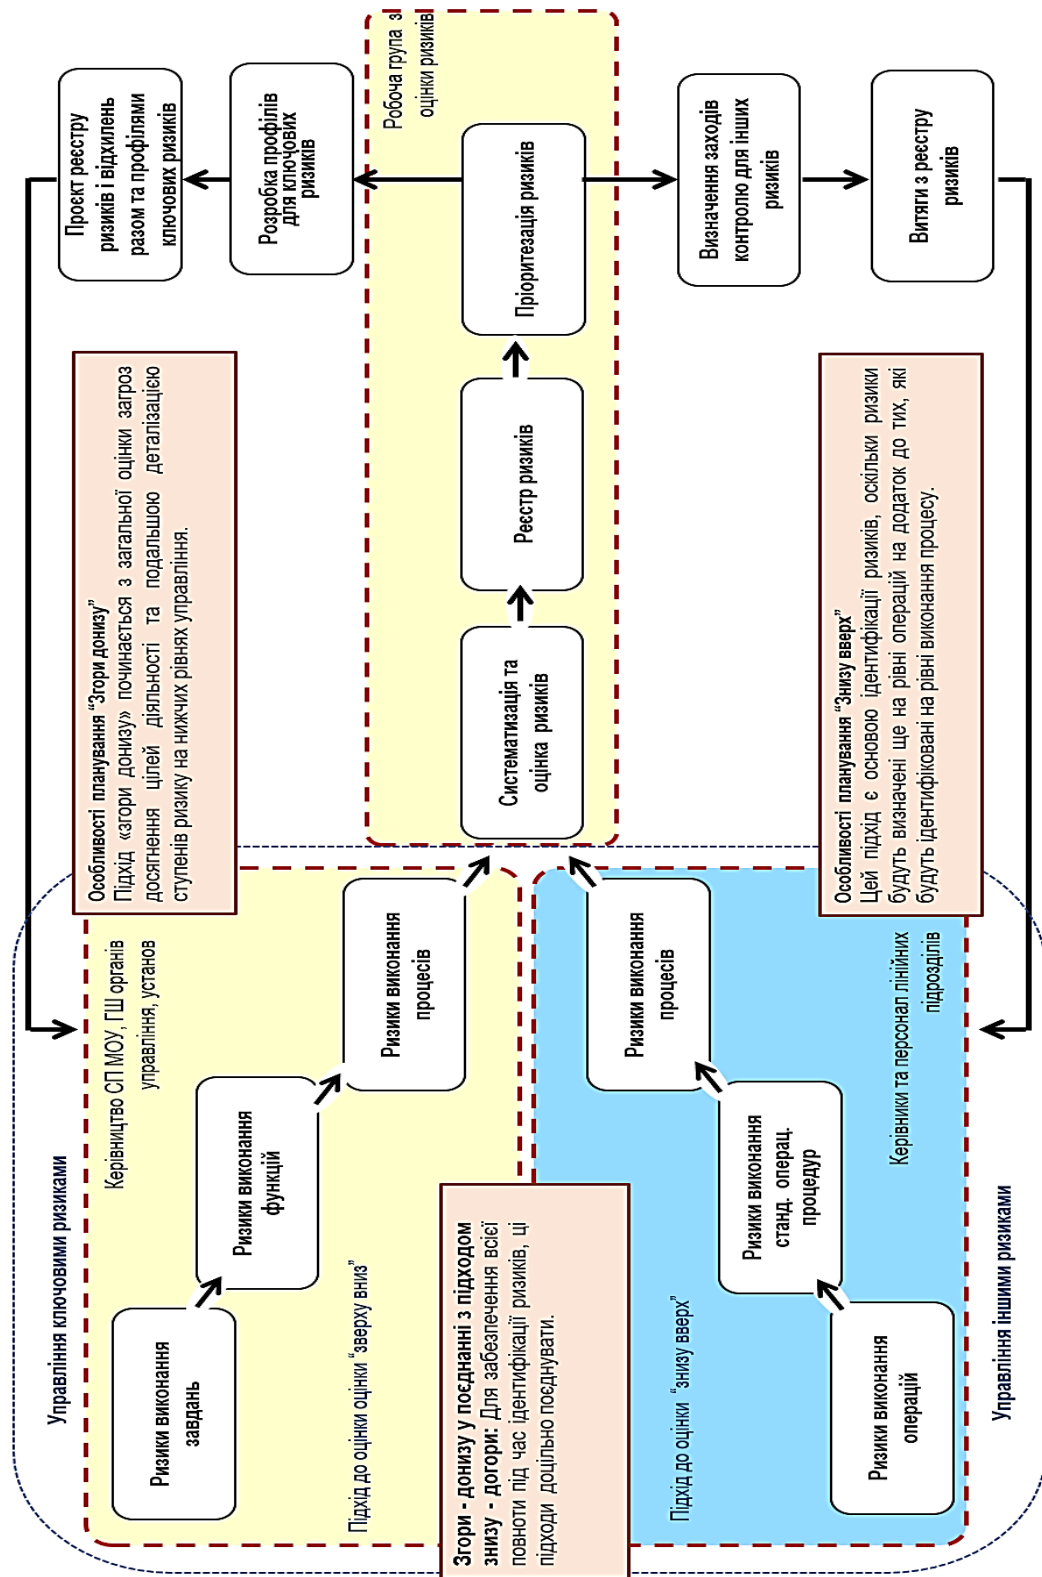 Управління ключовими ризиками
Керівництво СП МОУ, ГШ органів
управління, установ
Ризики виконання
завдань
Ризики виконання
функцій
Ризики виконання
процесів
Підхід до оцінки оцінки “зверху вниз”
Особливості планування “Згори донизу”
Підхід «згори донизу» починається з загальної оцінки загроз
досягнення цілей діяльності та подальшою деталізацією
ступенів ризику на нижчих рівнях управління.
Проєкт реєстру
ризиків і відхилень
разом та профілями
ключових ризиків
Розробка профілів
для ключових
ризиків
Робоча група з
оцінки ризиків
Систематизація та
оцінка ризиків
Реєстр ризиків
Пріоритезація ризиків
Згори - донизу у поєднанні з підходом
знизу - догори: Для забезпечення всієї
повноти під час ідентифікації ризиків, ці
підходи доцільно поєднувати.
Підхід до оцінки “знизу вверх”
Ризики виконання
процесів
Ризики виконання
станд. операц.
процедур
Ризики виконання
операцій
Керівники та персонал лінійних
підрозділів
Управління іншими ризиками
Визначення заходів
контролю для інших
ризиків
Витяги з реєстру
ризиків
Особливості планування “Знизу вверх”
Цей підхід є основою ідентифікації ризиків, оскільки ризики
будуть визначені ще на рівні операцій на додаток до тих, які
будуть ідентифіковані на рівні виконання процесу.